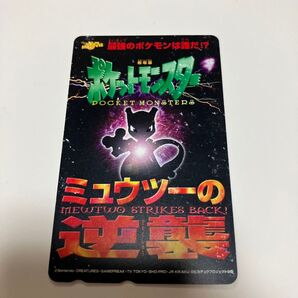 最強のポケモンは誰だ!?
ポケットモンスター
POCKET MONSTERS
ミュウツーの
MEWTWO STRIKES BACK!
逆襲